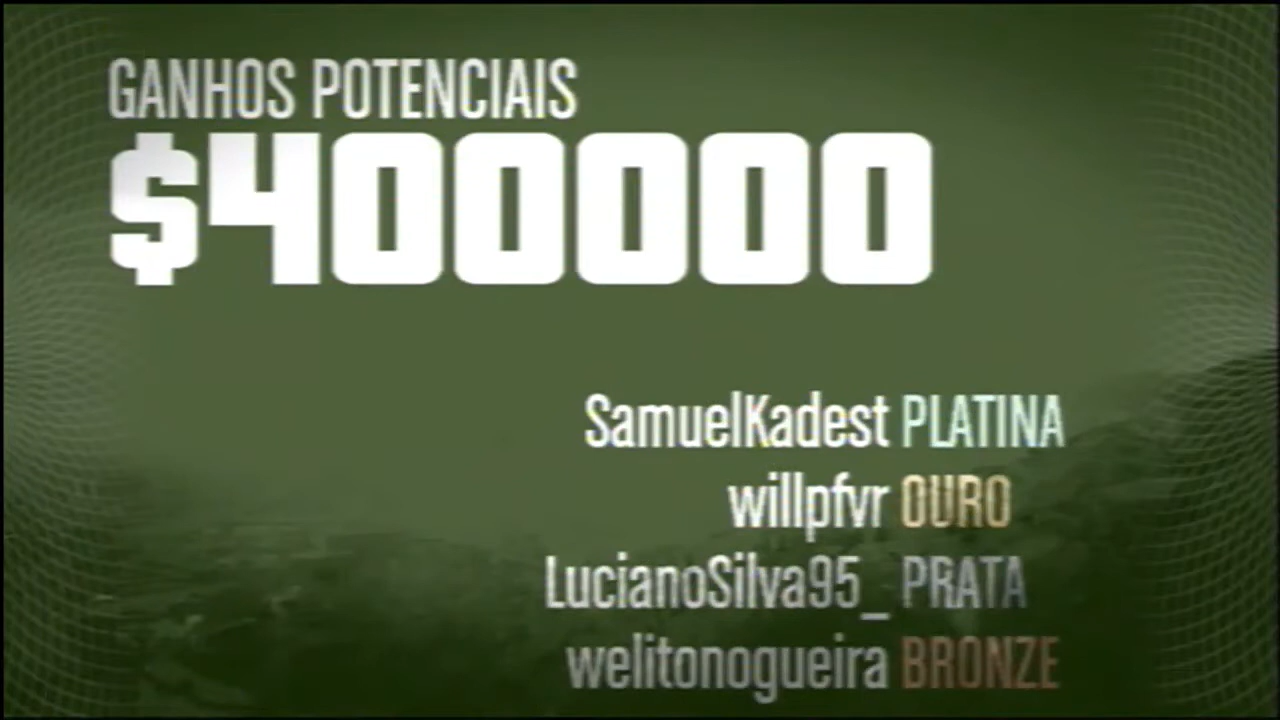 GANHOS POTENCIAIS
$400000
SamuelKadest PLATINA
willpfvr OURO
LucianoSilva95_ PRATA
welitonogueira BRONZE